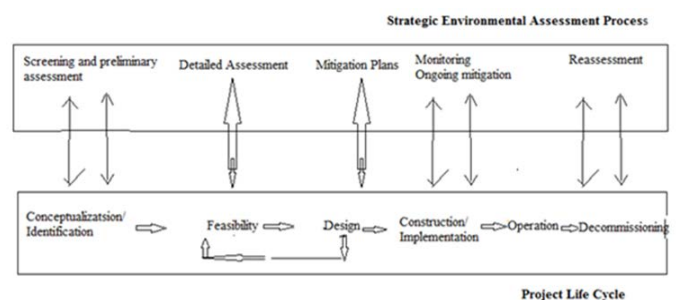 Strategic Environmental Assessment Process
Screening and preliminary
assessment
Detailed Assessment
Mitigation Plans
Monitoring
Ongoing mitigation
Reassessment
Conceptualizatsion/
Identification
Feasibility
Design
Construction/
Implementation
Operation
Decommissioning
Project Life Cycle